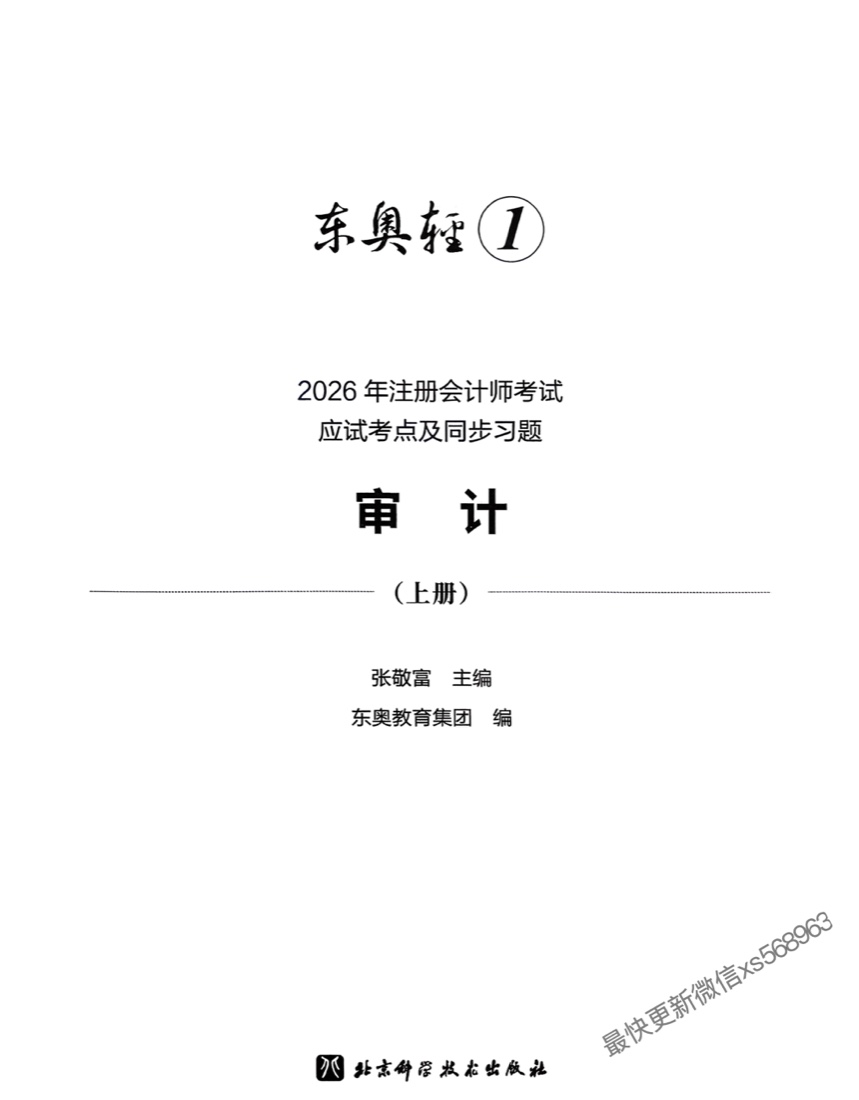 东奥轻1
2026年注册会计师考试
应试考点及同步习题
审 计
（上册）
张敬富 主编
东奥教育集团 编
最快更新微信xs568963
北京科学技术出版社